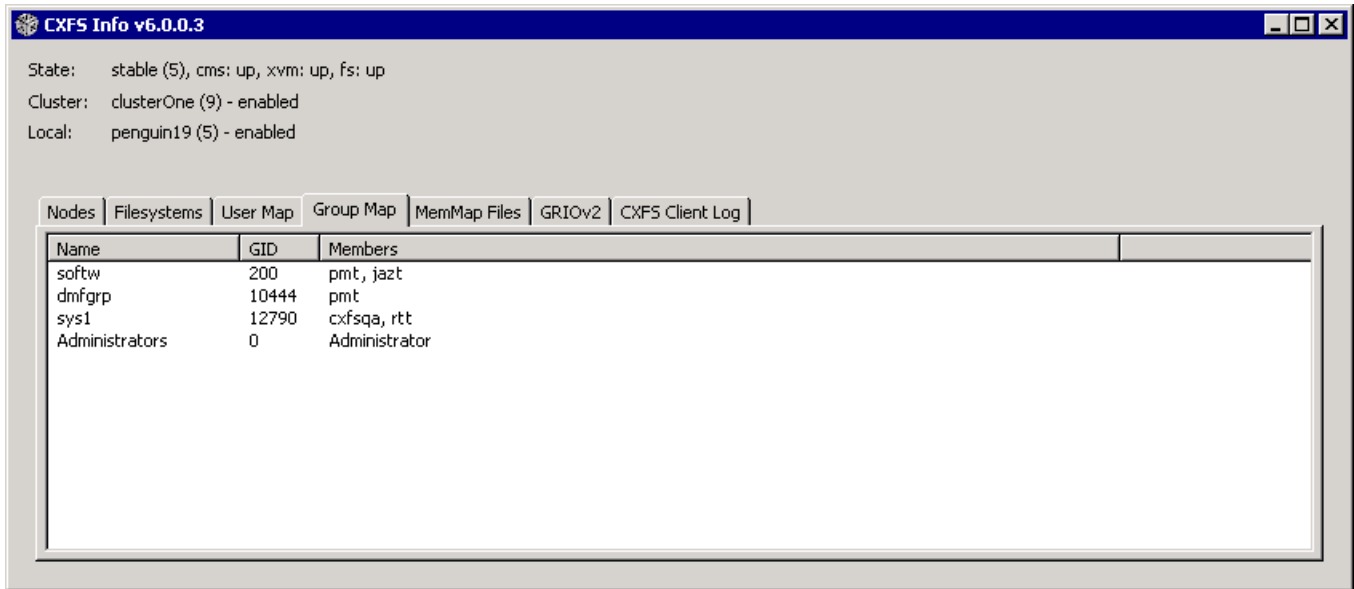 CXFS Info v6.0.0.3
State: stable (5), cms: up, xvm: up, fs: up
Cluster: clusterOne (9) - enabled
Local: penguin19 (5) - enabled
Nodes Filesystems User Map Group Map MemMap Files GRIOv2 CXFS Client Log
Name GID Members
softw 200 pmt, jazt
dmfgrp 10444 pmt
sys1 12790 cxfsqa, rtt
Administrators 0 Administrator